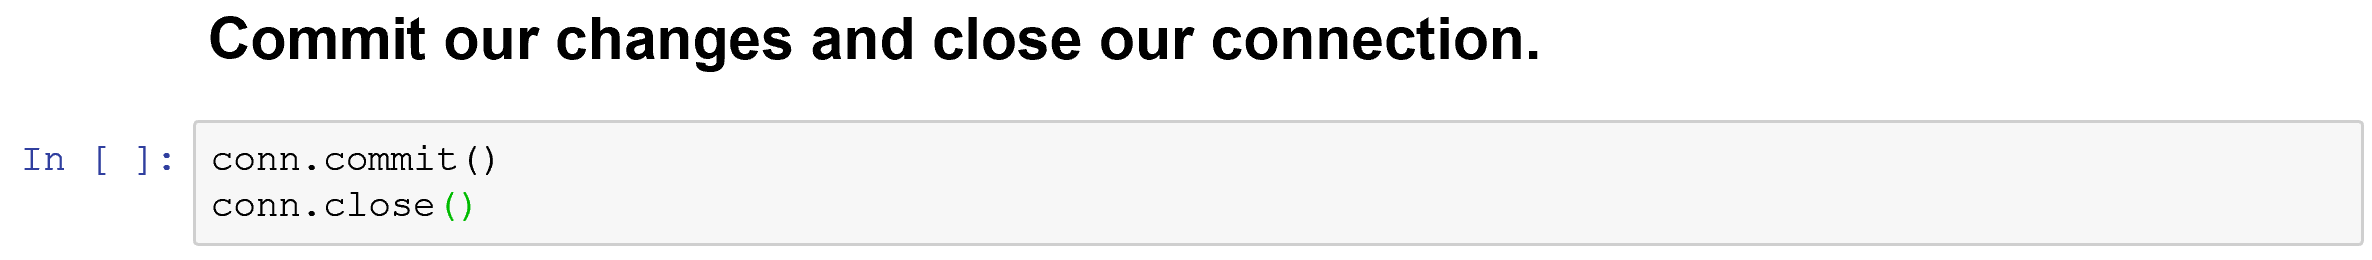 Commit our changes and close our connection.
In [ ]: conn.commit()
conn.close()